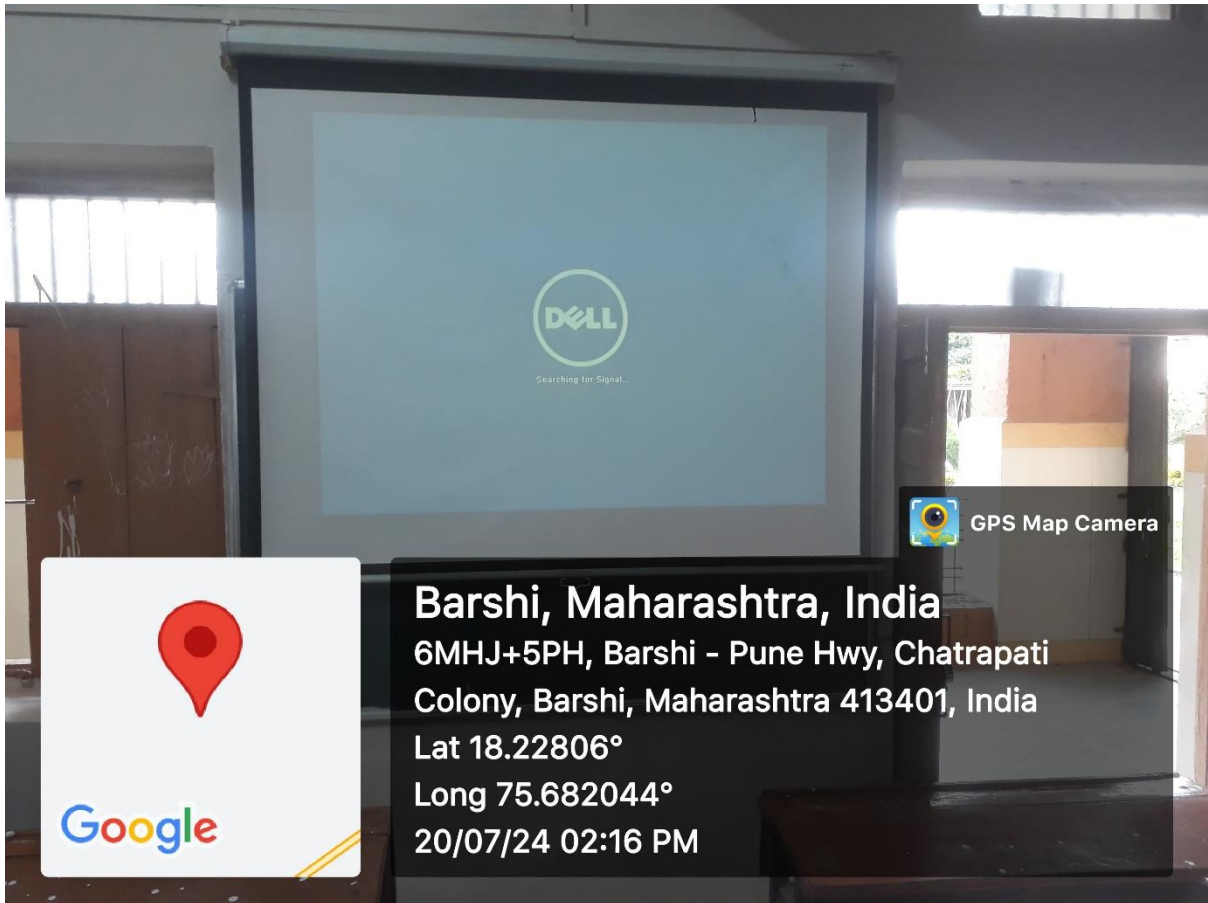 DELL
Searching for Signal...
GPS Map Camera
Barshi, Maharashtra, India
6MHJ+5PH, Barshi - Pune Hwy, Chatrapati
Colony, Barshi, Maharashtra 413401, India
Lat 18.22806°
Long 75.682044°
20/07/24 02:16 PM
Google